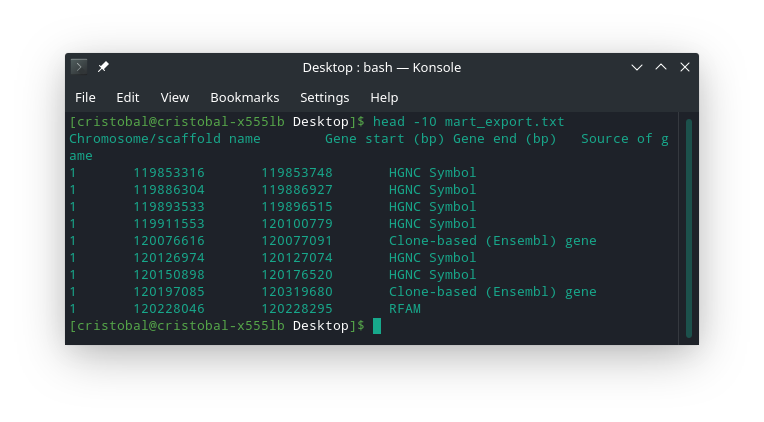 Desktop : bash — Konsole
File Edit View Bookmarks Settings Help
[cristobal@cristobal-x555lb Desktop]$ head -10 mart_export.txt
Chromosome/scaffold name Gene start (bp) Gene end (bp) Source of g
ame
1 119853316 119853748 HGNC Symbol
1 119886304 119886927 HGNC Symbol
1 119893533 119896515 HGNC Symbol
1 119911553 120100779 HGNC Symbol
1 120076616 120077091 Clone-based (Ensembl) gene
1 120126974 120127074 HGNC Symbol
1 120150898 120176520 HGNC Symbol
1 120197085 120319680 Clone-based (Ensembl) gene
1 120228046 120228295 RFAM
[cristobal@cristobal-x555lb Desktop]$